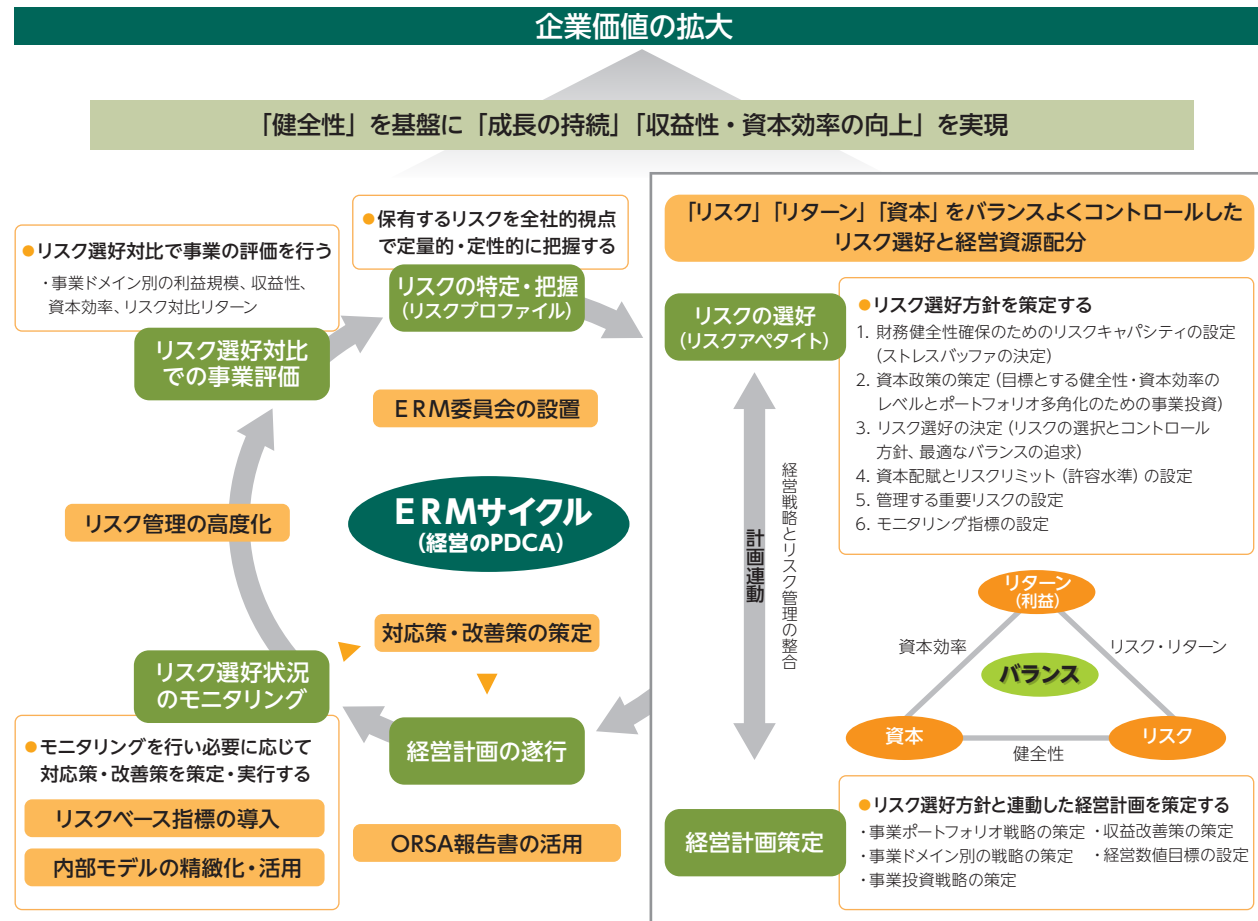 企業価値の拡大
「健全性」を基盤に「成長の持続」「収益性・資本効率の向上」を実現
●保有するリスクを全社的視点
で定量的・定性的に把握する
リスクの特定・把握
(リスクプロファイル)
●リスク選好対比で事業の評価を行う
・事業ドメイン別の利益規模、収益性、
資本効率、リスク対比リターン
リスク選好対比
での事業評価
ERM委員会の設置
リスク管理の高度化
ERMサイクル
(経営のPDCA)
対応策・改善策の策定
リスク選好状況
のモニタリング
●モニタリングを行い必要に応じて
対応策・改善策を策定・実行する
リスクベース指標の導入
内部モデルの精緻化・活用
経営計画の遂行
ORSA報告書の活用
「リスク」「リターン」「資本」をバランスよくコントロールした
リスク選好と経営資源配分
リスクの選好
(リスクアペタイト)
●リスク選好方針を策定する
1. 財務健全性確保のためのリスクキャパシティの設定
(ストレスバッファの決定)
2. 資本政策の策定(目標とする健全性・資本効率の
レベルとポートフォリオ多角化のための事業投資)
3. リスク選好の決定(リスクの選択とコントロール
方針、最適なバランスの追求)
4. 資本配賦とリスクリミット(許容水準)の設定
5. 管理する重要リスクの設定
6. モニタリング指標の設定
計画連動
経営戦略とリスク管理の整合
リターン
(利益)
資本効率
リスク・リターン
バランス
資本
リスク
健全性
経営計画策定
●リスク選好方針と連動した経営計画を策定する
・事業ポートフォリオ戦略の策定 ・収益改善策の策定
・事業ドメイン別の戦略の策定 ・経営数値目標の設定
・事業投資戦略の策定